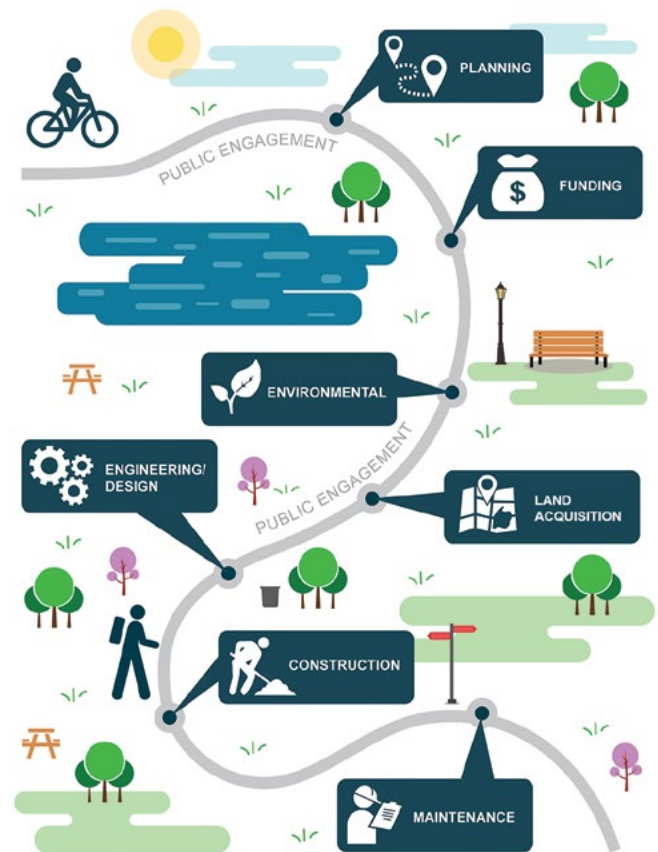 PLANNING
PUBLIC ENGAGEMENT
$
FUNDING
ENVIRONMENTAL
ENGINEERING/
DESIGN
PUBLIC ENGAGEMENT
LAND
ACQUISITION
CONSTRUCTION
MAINTENANCE